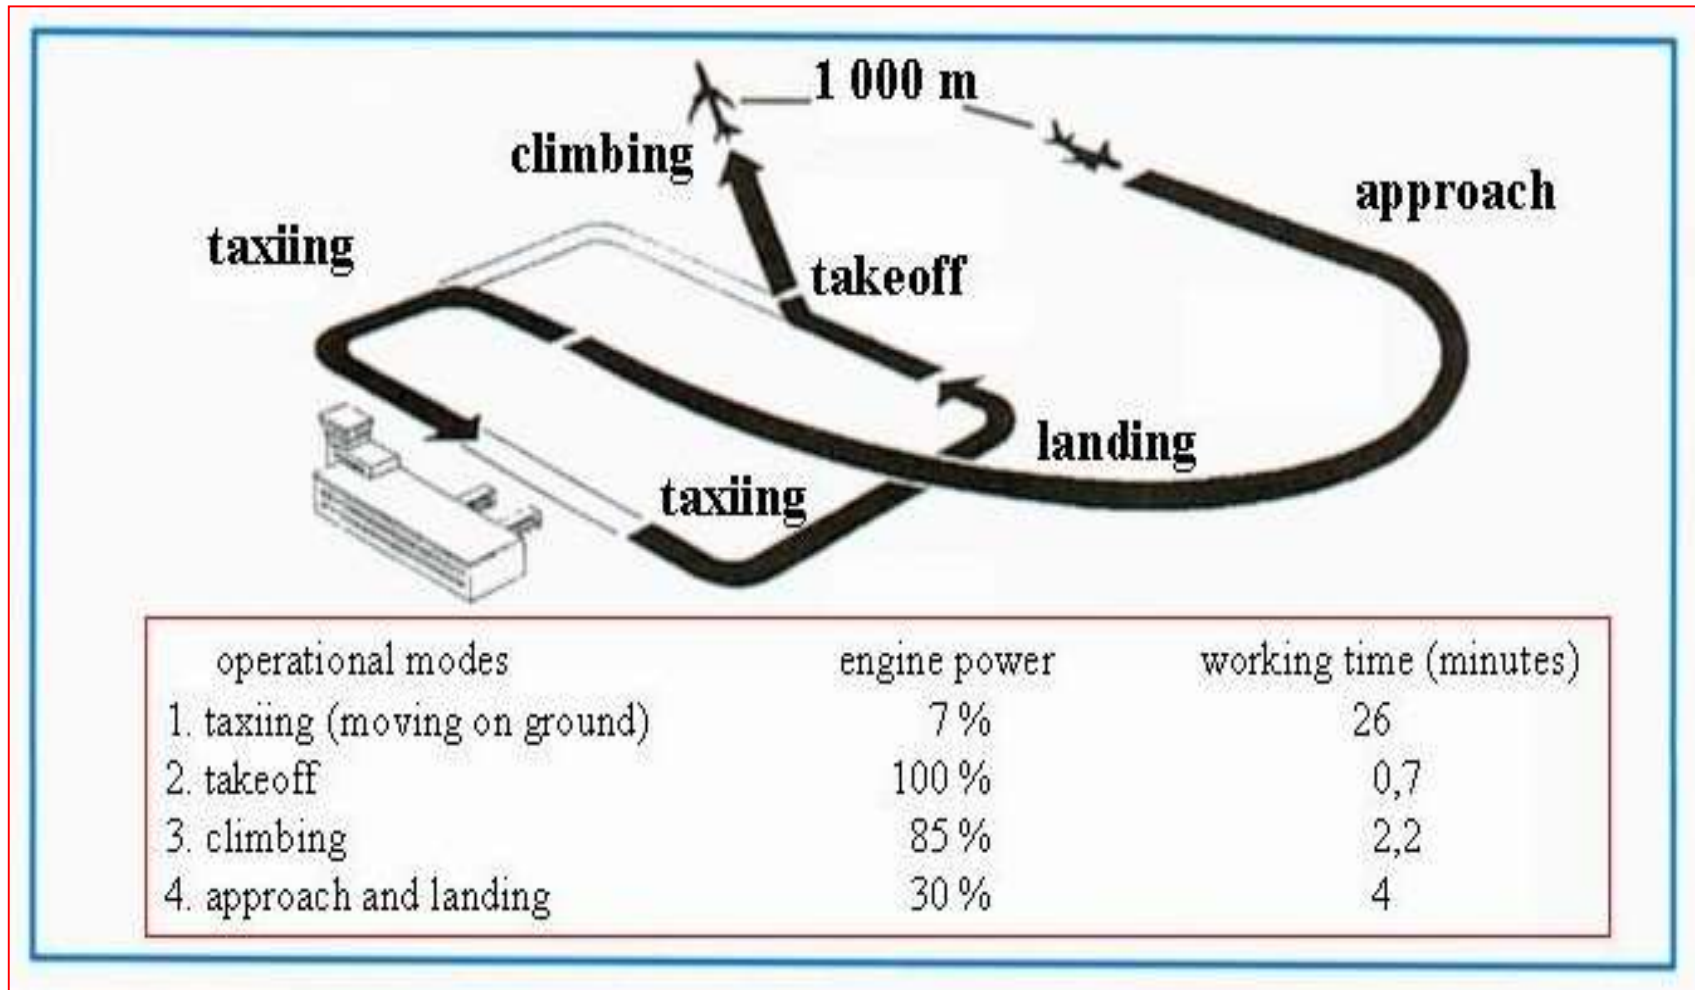 1 000 m
climbing
approach
taxiing
takeoff
landing
taxiing
operational modes engine power working time (minutes)
1. taxiing (moving on ground) 7 % 26
2. takeoff 100 % 0,7
3. climbing 85 % 2,2
4. approach and landing 30 % 4